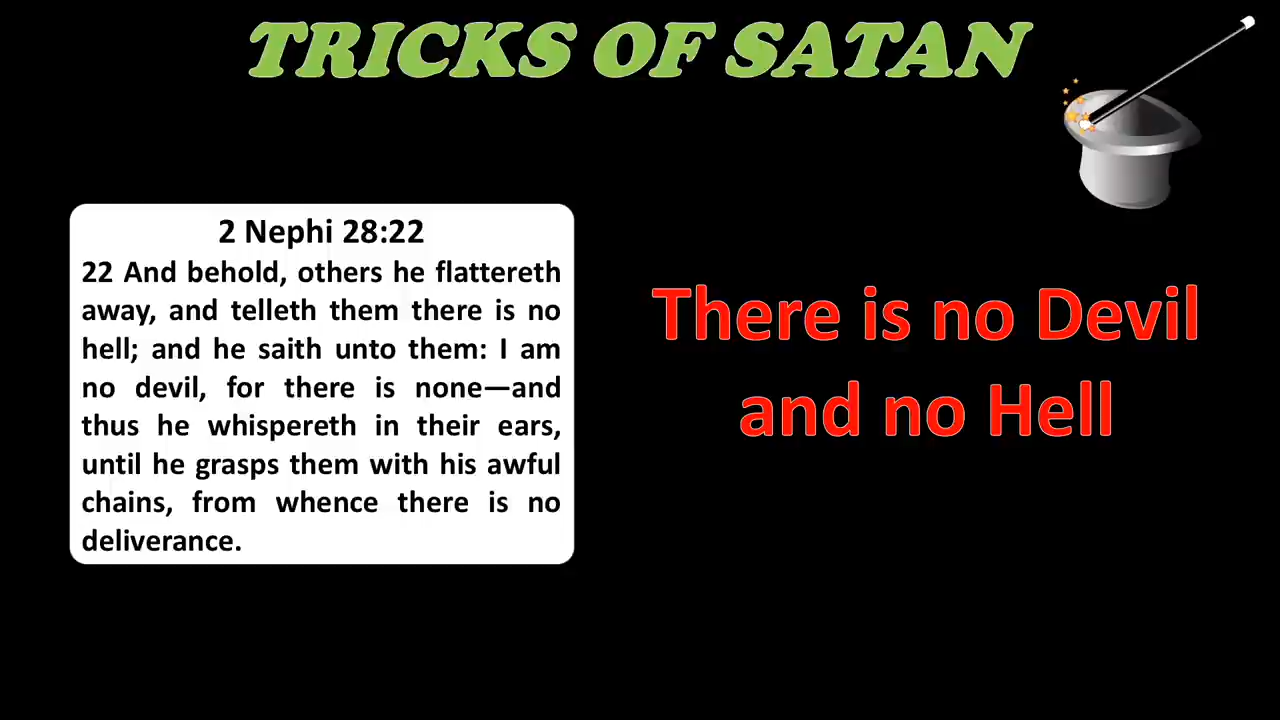 TRICKS OF SATAN
2 Nephi 28:22
22 And behold, others he flattereth
away, and telleth them there is no
hell; and he saith unto them: I am
no devil, for there is none—and
thus he whispereth in their ears,
until he grasps them with his awful
chains, from whence there is no
deliverance.
There is no Devil
and no Hell